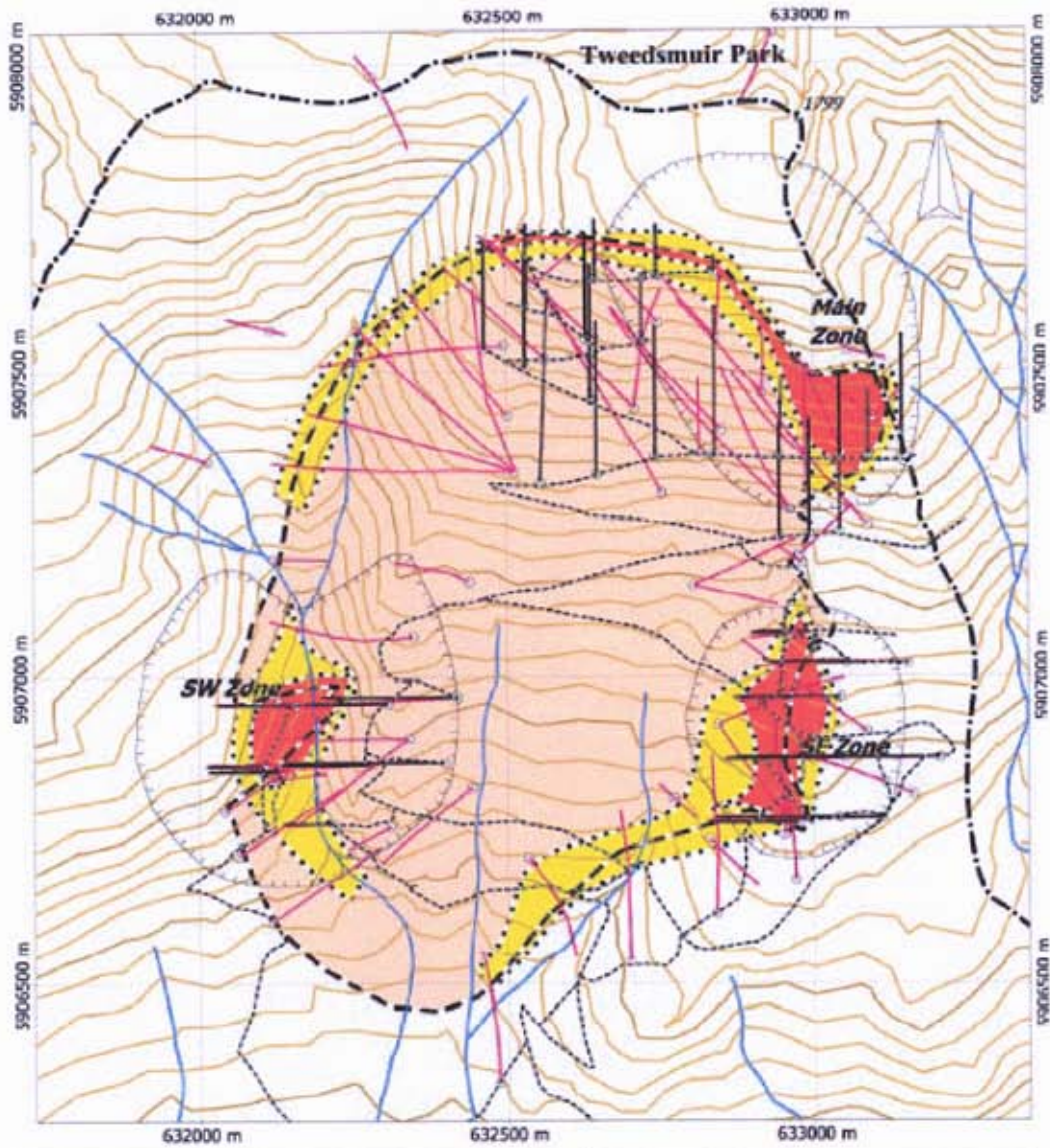 632000 m
632500 m
633000 m
5908000 m
Tweedsmuir Park
5908000 m
1799
Main
Zone
5907500 m
5907500 m
5907000 m
SW Zone
5907000 m
SE Zone
5906500 m
5906500 m
632000 m
632500 m
633000 m